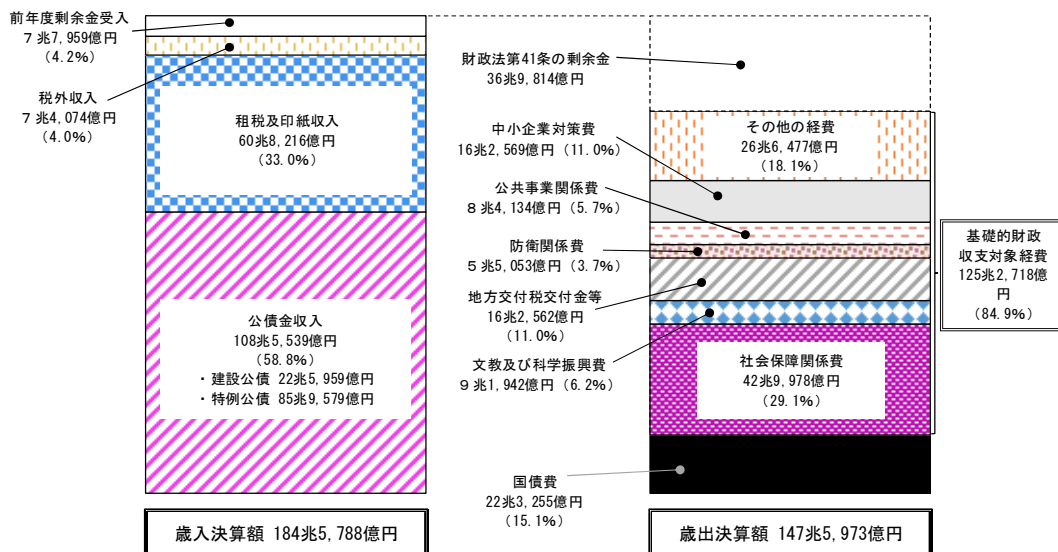 前年度剰余金受入
7兆7,959億円
(4.2%)
税外収入
7兆4,074億円
(4.0%)
租税及印紙収入
60兆8,216億円
(33.0%)
公債金収入
108兆5,539億円
(58.8%)
・建設公債 22兆5,959億円
・特例公債 85兆9,579億円
歳入決算額 184兆5,788億円
財政法第41条の剰余金
36兆9,814億円
中小企業対策費
16兆2,569億円(11.0%)
公共事業関係費
8兆4,134億円(5.7%)
防衛関係費
5兆5,053億円(3.7%)
地方交付税交付金等
16兆2,562億円
(11.0%)
文教及び科学振興費
9兆1,942億円(6.2%)
国債費
22兆3,255億円
(15.1%)
その他の経費
26兆6,477億円
(18.1%)
社会保障関係費
42兆9,978億円
(29.1%)
基礎的財政
収支対象経費
125兆2,718億
円
(84.9%)
歳出決算額 147兆5,973億円